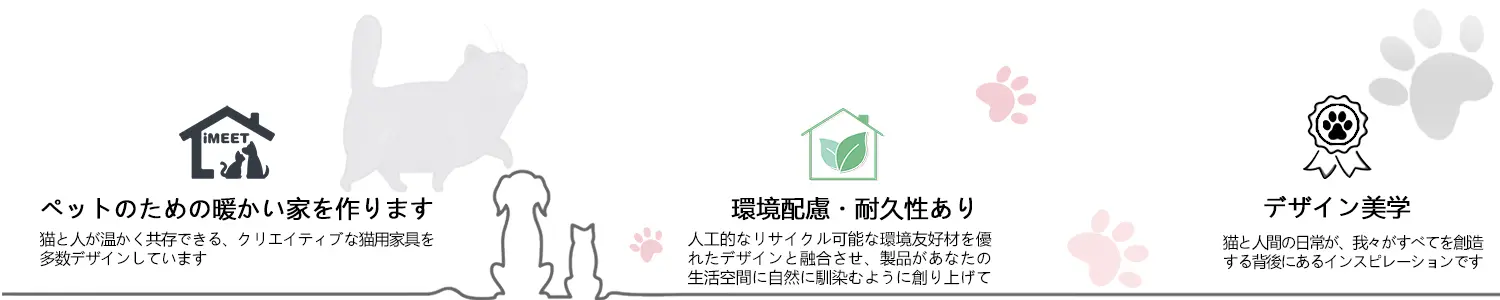 iMEET
ペットのための暖かい家を作ります
猫と人が温かく共存できる、クリエイティブな猫用家具を
多数デザインしています
環境配慮・耐久性あり
人工的なリサイクル可能な環境友好材を優
れたデザインと融合させ、製品があなたの
生活空間に自然に馴染むように創り上げて
デザイン美学
猫と人間の日常が、我々がすべてを創造
する背後にあるインスピレーションです